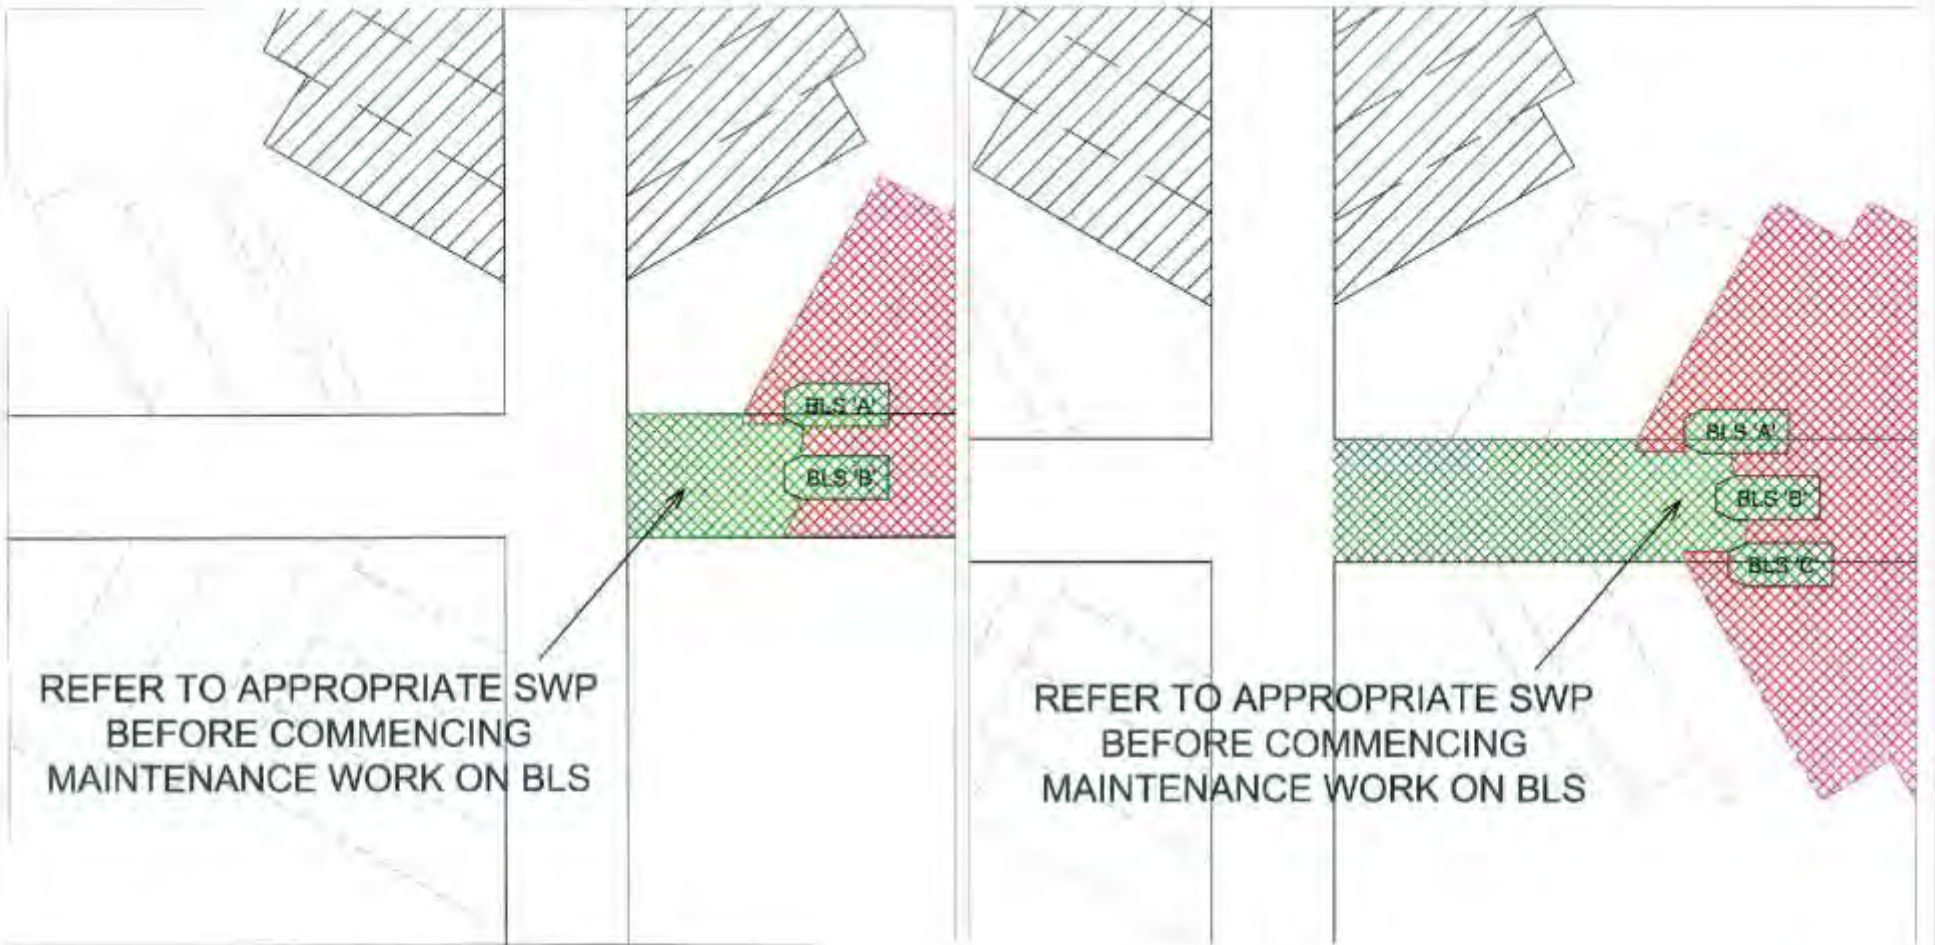 BLS 'A'
BLS 'B'
REFER TO APPROPRIATE SWP
BEFORE COMMENCING
MAINTENANCE WORK ON BLS
BLS 'A'
BLS 'B'
BLS 'C'
REFER TO APPROPRIATE SWP
BEFORE COMMENCING
MAINTENANCE WORK ON BLS